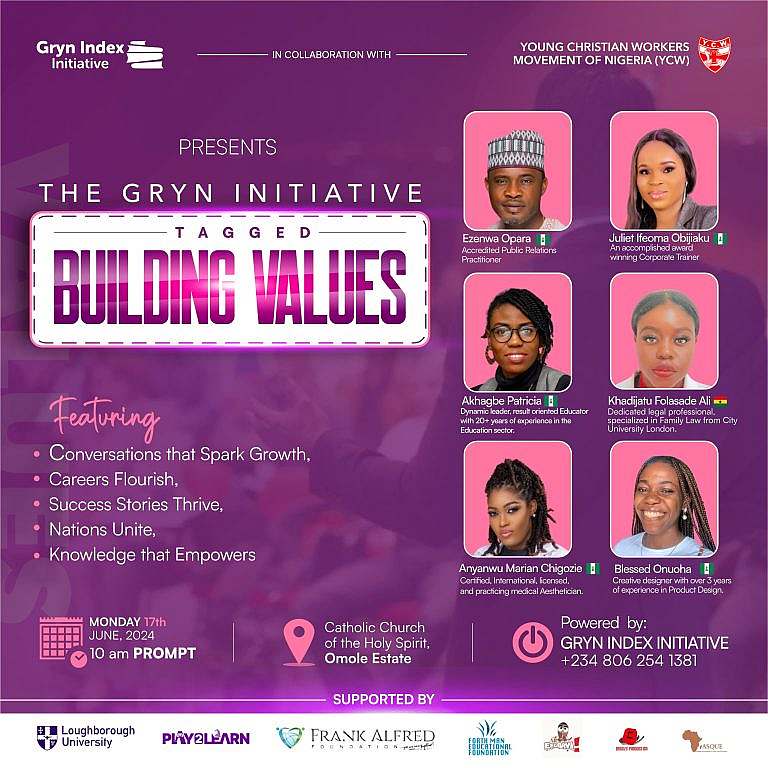 Gryn Index
Initiative
IN COLLABORATION WITH
YOUNG CHRISTIAN WORKERS
MOVEMENT OF NIGERIA (YCW)
YCW
PRESENTS
THE GRYN INITIATIVE
TAGGED
BUILDING VALUES
Ezenwa Opara
Accredited Public Relations
Practitioner
Juliet Ifeoma Obijiaku
An accomplished award
winning Corporate Trainer
Akhagbe Patricia
Dynamic leader, result oriented Educator
with 20+ years of experience in the
Education sector.
Khadijatu Folasade Ali
Dedicated legal professional,
specialized in Family Law from City
University London.
Featuring
• Conversations that Spark Growth,
• Careers Flourish,
• Success Stories Thrive,
• Nations Unite,
• Knowledge that Empowers
Anyanwu Marian Chigozie
Certified, International, licensed,
and practicing medical Aesthelician.
Blessed Onuoha
Creative designer with over 3 years
of experience in Product Design.
MONDAY 17th
JUNE, 2024
10 am PROMPT
Catholic Church
of the Holy Spirit,
Omole Estate
Powered by:
GRYN INDEX INITIATIVE
+234 806 254 1381
SUPPORTED BY
Loughborough
University
PLAY2LEARN
FRANK ALFRED
FOUNDATION
FORTH MAN
EDUCATIONAL
FOUNDATION
VALUES